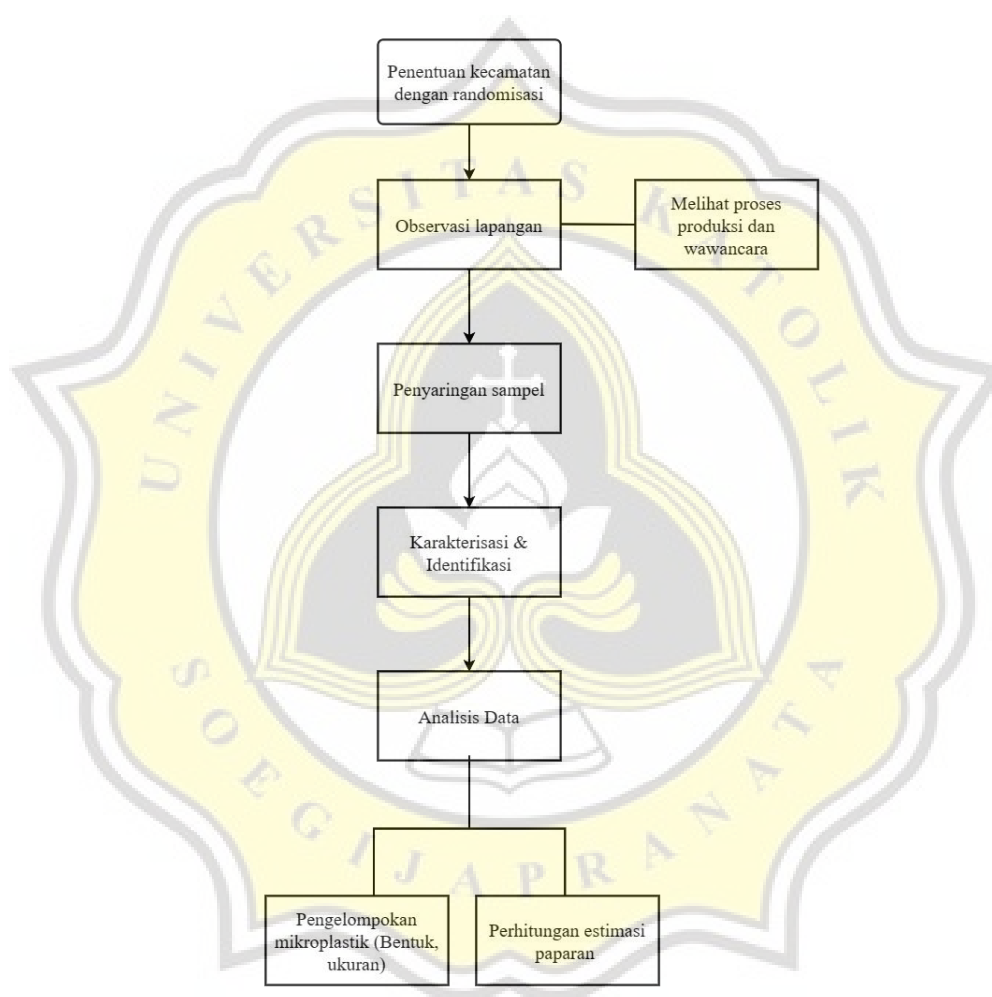 Penentuan kecamatan
dengan randomisasi
Observasi lapangan
Melihat proses
produksi dan
wawancara
Penyaringan sampel
Karakterisasi &
Identifikasi
Analisis Data
Pengelompokan
mikroplastik (Bentuk,
ukuran)
Perhitungan estimasi
paparan
UNIVERSITAS KATOLIK
SOEGIJAPRANATA